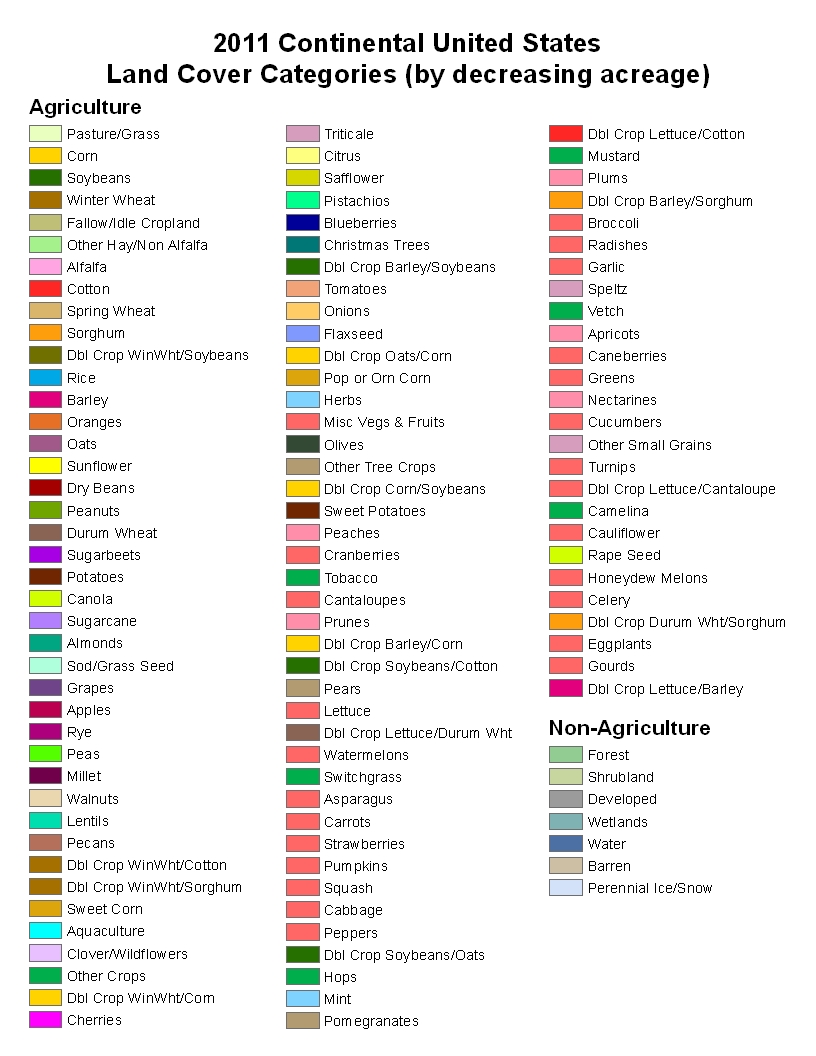 2011 Continental United States
Land Cover Categories (by decreasing acreage)
Agriculture
Pasture/Grass
Corn
Soybeans
Winter Wheat
Fallow/Idle Cropland
Other Hay/Non Alfalfa
Alfalfa
Cotton
Spring Wheat
Sorghum
Dbl Crop WinWht/Soybeans
Rice
Barley
Oranges
Oats
Sunflower
Dry Beans
Peanuts
Durum Wheat
Sugarbeets
Potatoes
Canola
Sugarcane
Almonds
Sod/Grass Seed
Grapes
Apples
Rye
Peas
Millet
Walnuts
Lentils
Pecans
Dbl Crop WinWht/Cotton
Dbl Crop WinWht/Sorghum
Sweet Corn
Aquaculture
Clover/Wildflowers
Other Crops
Dbl Crop WinWht/Corn
Cherries
Triticale
Citrus
Safflower
Pistachios
Blueberries
Christmas Trees
Dbl Crop Barley/Soybeans
Tomatoes
Onions
Flaxseed
Dbl Crop Oats/Corn
Pop or Orn Corn
Herbs
Misc Vegs & Fruits
Olives
Other Tree Crops
Dbl Crop Corn/Soybeans
Sweet Potatoes
Peaches
Cranberries
Tobacco
Cantaloupes
Prunes
Dbl Crop Barley/Corn
Dbl Crop Soybeans/Cotton
Pears
Lettuce
Dbl Crop Lettuce/Durum Wht
Watermelons
Switchgrass
Asparagus
Carrots
Strawberries
Pumpkins
Squash
Cabbage
Peppers
Dbl Crop Soybeans/Oats
Hops
Mint
Pomegranates
Dbl Crop Lettuce/Cotton
Mustard
Plums
Dbl Crop Barley/Sorghum
Broccoli
Radishes
Garlic
Speltz
Vetch
Apricots
Caneberries
Greens
Nectarines
Cucumbers
Other Small Grains
Turnips
Dbl Crop Lettuce/Cantaloupe
Camelina
Cauliflower
Rape Seed
Honeydew Melons
Celery
Dbl Crop Durum Wht/Sorghum
Eggplants
Gourds
Dbl Crop Lettuce/Barley
Non-Agriculture
Forest
Shrubland
Developed
Wetlands
Water
Barren
Perennial Ice/Snow